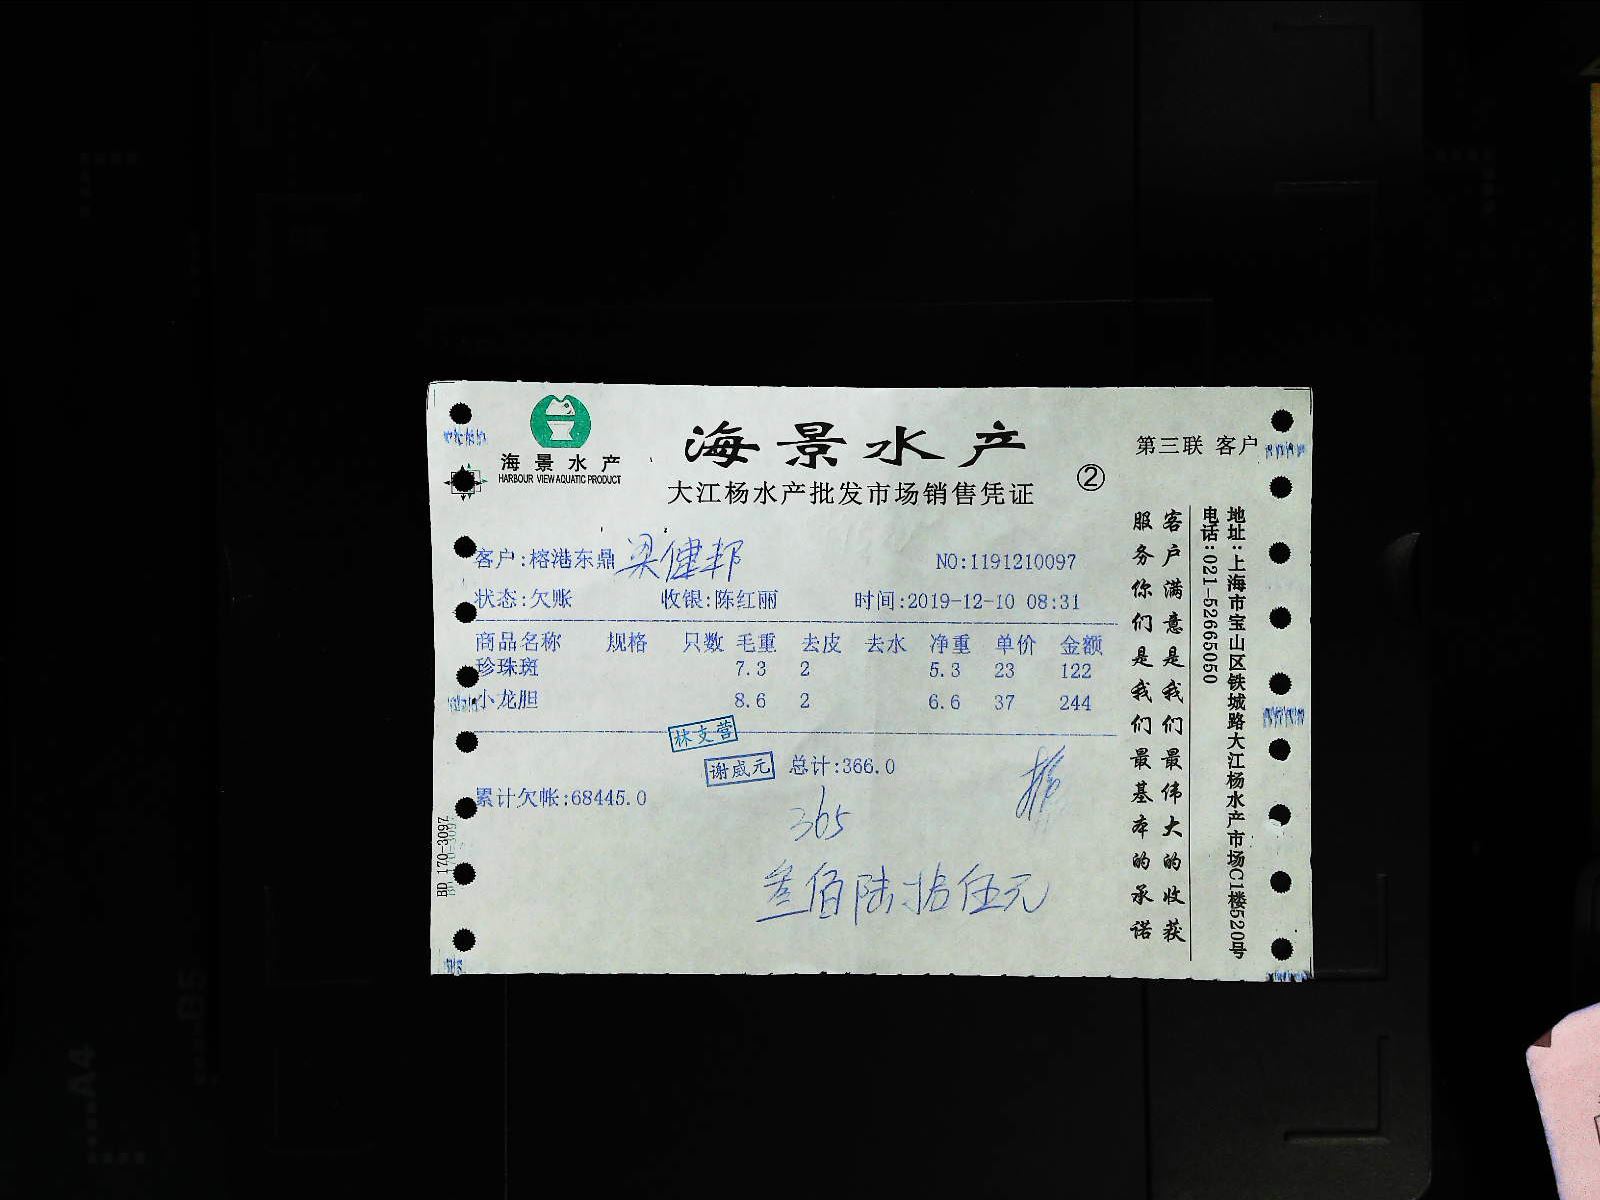 海景水产
HARBOUR VIEW AQUATIC PRODUCT
海景水产
大江杨水产批发市场销售凭证
②
第三联 客户
客户:榕港东鼎 梁健邦
NO:1191210097
状态:欠账 收银:陈红丽 时间:2019-12-10 08:31
商品名称 规格 只数 毛重 去皮 去水 净重 单价 金额
珍珠斑 7.3 2 5.3 23 122
小龙胆 8.6 2 6.6 37 244
林支营
谢威元
总计:366.0
累计欠帐:68445.0
365
叁佰陆拾伍元
客户满意是我们最伟大的收获
服务你们是我们最基本的承诺
地址:上海市宝山区铁城路大江杨水产市场C1楼520号
电话:021-52665050
BD 170-3097
A4
B5